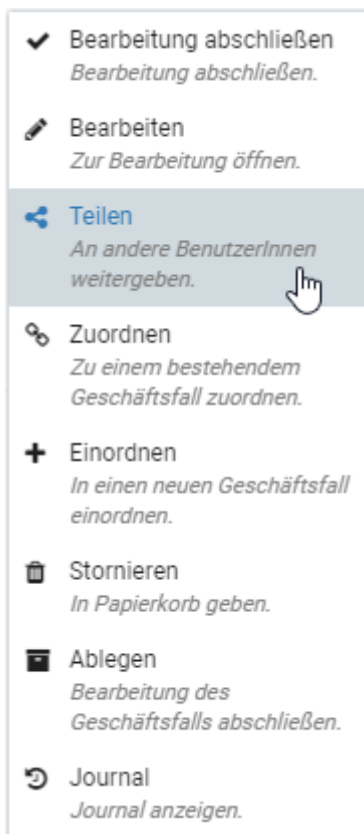 Bearbeitung abschließen
Bearbeitung abschließen.
Bearbeiten
Zur Bearbeitung öffnen.
Teilen
An andere BenutzerInnen
weitergeben.
Zuordnen
Zu einem bestehendem
Geschäftsfall zuordnen.
Einordnen
In einen neuen Geschäftsfall
einordnen.
Stornieren
In Papierkorb geben.
Ablegen
Bearbeitung des
Geschäftsfalls abschließen.
Journal
Journal anzeigen.